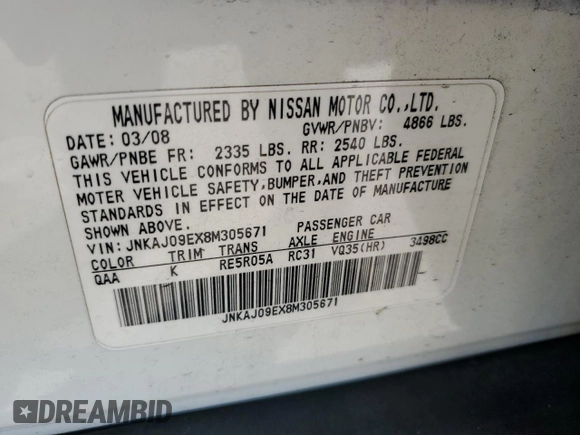 MANUFACTURED BY NISSAN MOTOR CO.,LTD.
DATE: 03/08 GVWR/PNBV: 4866 LBS.
GAWR/PNBE FR: 2335 LBS. RR: 2540 LBS.
THIS VEHICLE CONFORMS TO ALL APPLICABLE FEDERAL
MOTOR VEHICLE SAFETY,BUMPER,AND THEFT PREVENTION
STANDARDS IN EFFECT ON THE DATE OF MANUFACTURE
SHOWN ABOVE.
VIN: JNKAJ09EX8M305671 PASSENGER CAR
COLOR TRIM TRANS AXLE ENGINE
QAA K RE5R05A RC31 VQ35(HR) 3498CC
JNKAJ09EX8M305671
DREAMBID